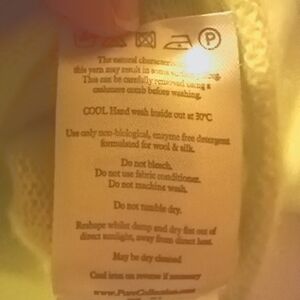 P
The natural characteristics of
this yarn may result in some surface pilling.
This can be carefully removed using a
cashmere comb before washing.
COOL Hand wash inside out at 30°C
Use only non-biological, enzyme free detergent
formulated for wool & silk.
Do not bleach.
Do not use fabric conditioner.
Do not machine wash.
Do not tumble dry.
Reshape whilst damp and dry flat out of
direct sunlight, away from direct heat.
May be dry cleaned
Cool iron on reverse if necessary
www.PureCollection.com